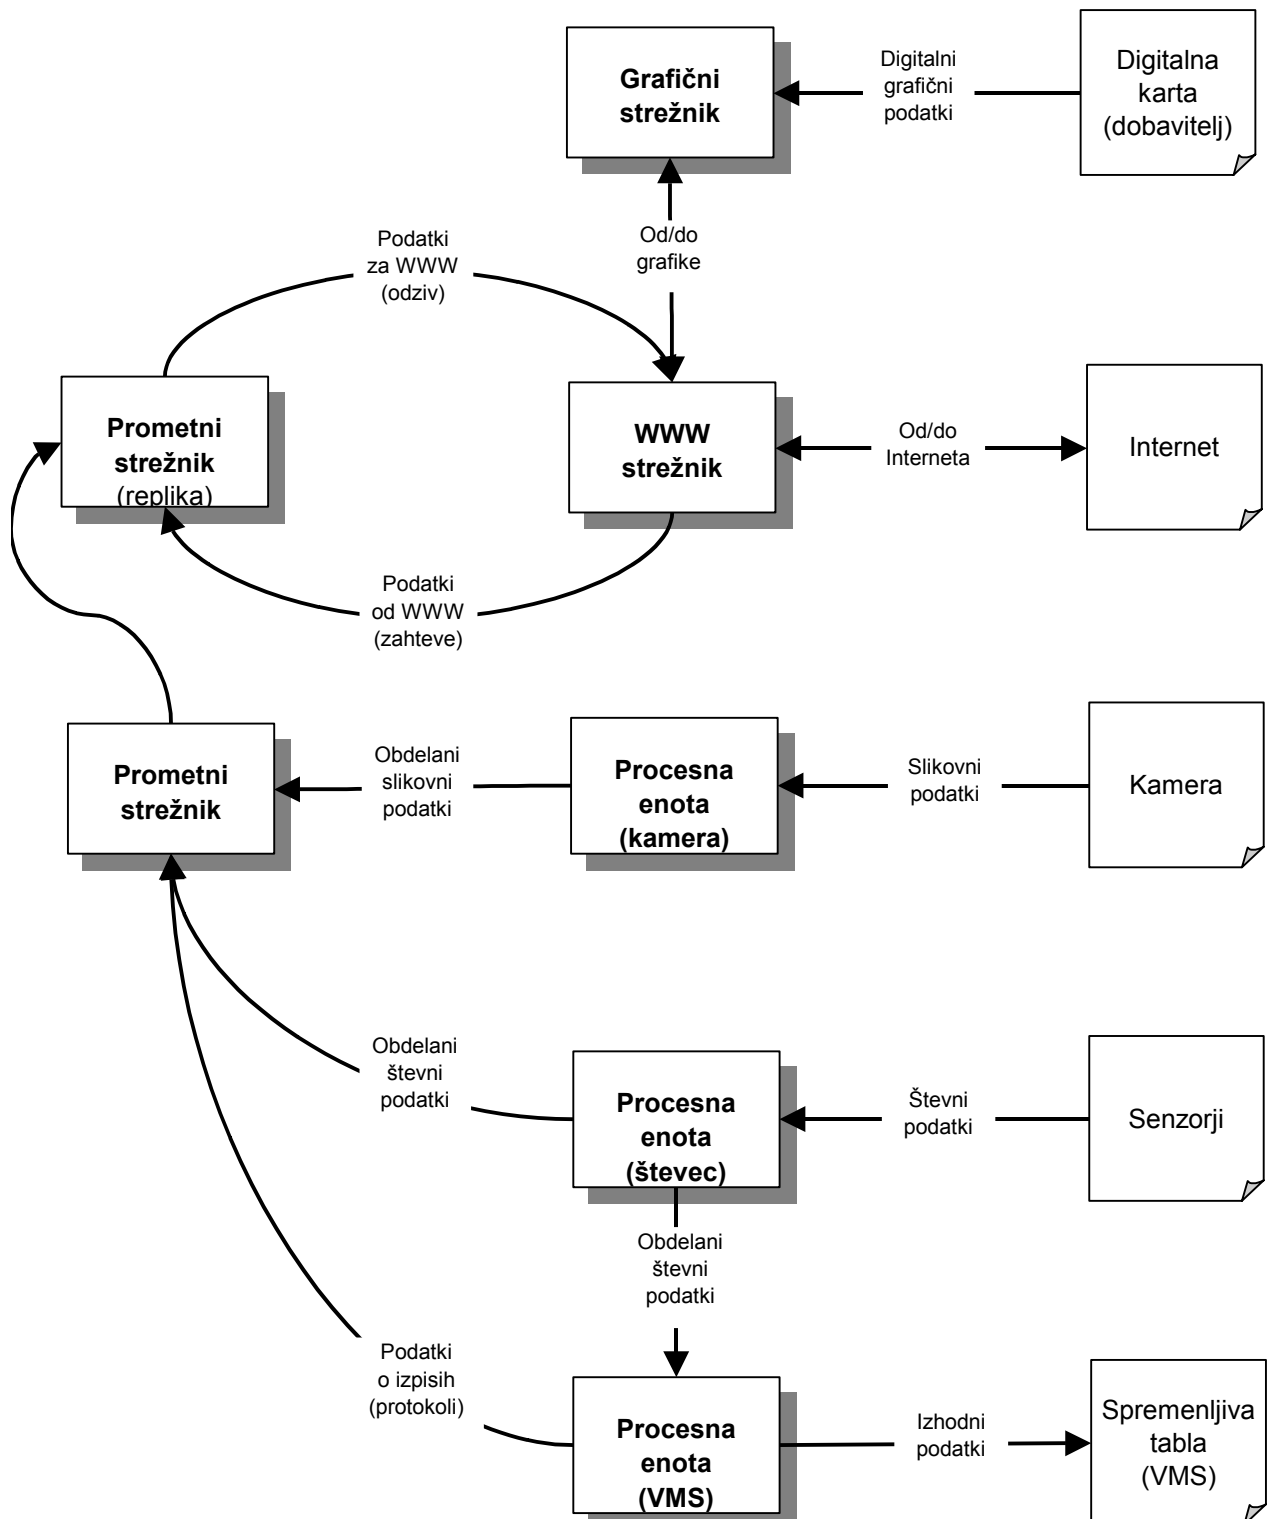 Grafični
strežnik
Digitalni
grafični
podatki
Digitalna
karta
(dobavitelj)
Od/do
grafike
Podatki
za WWW
(odziv)
Prometni
strežnik
(replika)
WWW
strežnik
Od/do
Interneta
Internet
Podatki
od WWW
(zahteve)
Prometni
strežnik
Obdelani
slikovni
podatki
Procesna
enota
(kamera)
Slikovni
podatki
Kamera
Obdelani
števni
podatki
Procesna
enota
(števec)
Števni
podatki
Senzorji
Obdelani
števni
podatki
Podatki
o izpisih
(protokoli)
Procesna
enota
(VMS)
Izhodni
podatki
Spremenljiva
tabla
(VMS)